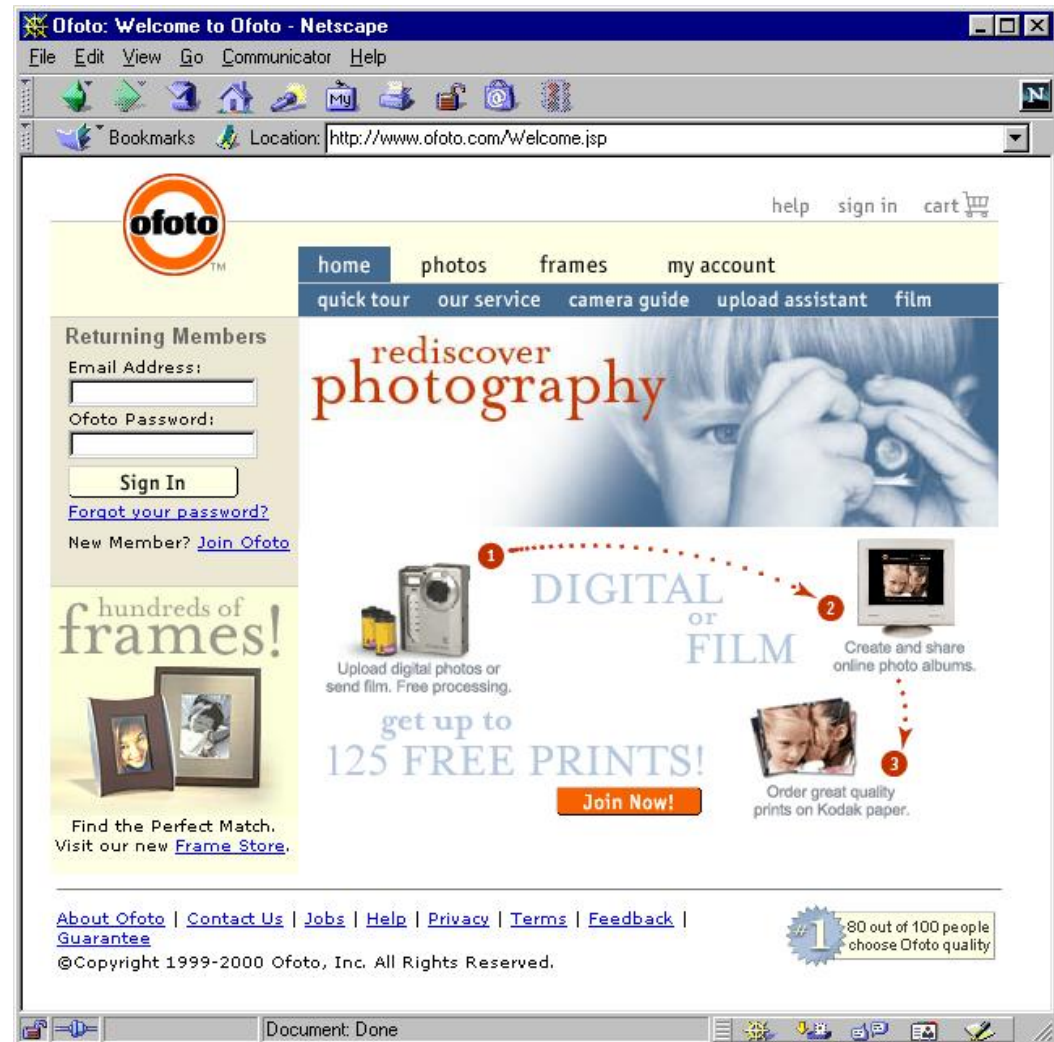 Ofoto: Welcome to Ofoto - Netscape
File Edit View Go Communicator Help
My
N
Bookmarks Location: http://www.ofoto.com/Welcome.jsp
ofoto
TM
help sign in cart
home photos frames my account
quick tour our service camera guide upload assistant film
Returning Members
Email Address:
Ofoto Password:
Sign In
Forgot your password?
New Member? Join Ofoto
rediscover
photography
hundreds of
frames!
Find the Perfect Match.
Visit our new Frame Store.
1
Upload digital photos or
send film. Free processing.
DIGITAL
or
FILM
2
Create and share
online photo albums.
get up to
125 FREE PRINTS!
Join Now!
3
Order great quality
prints on Kodak paper.
About Ofoto | Contact Us | Jobs | Help | Privacy | Terms | Feedback |
Guarantee
©Copyright 1999-2000 Ofoto, Inc. All Rights Reserved.
#1
80 out of 100 people
choose Ofoto quality
Document: Done